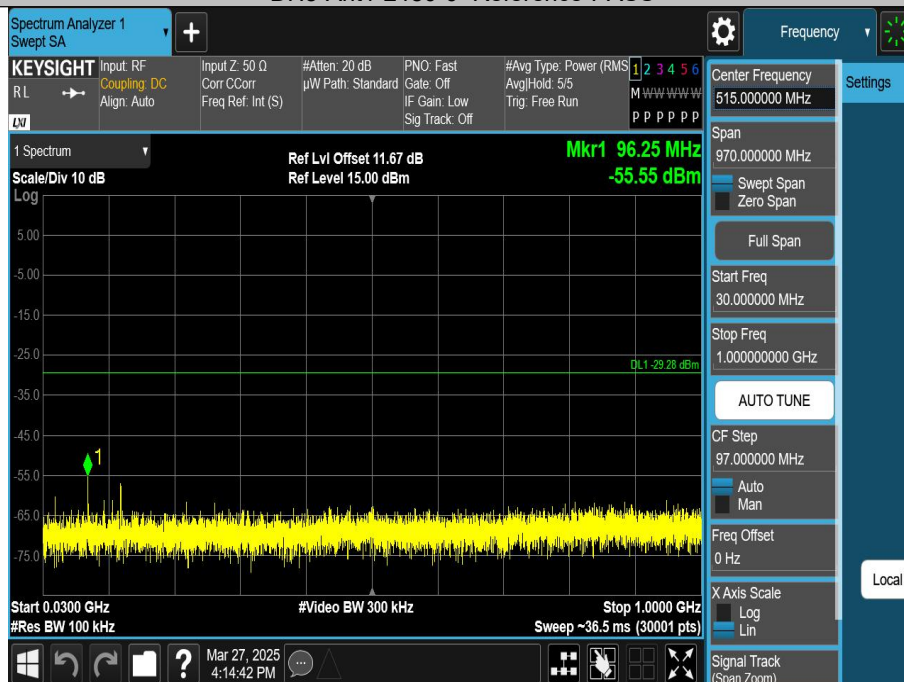 Spectrum Analyzer 1
Swept SA
Frequency
KEYSIGHT
RL
LXI
Input: RF
Coupling: DC
Align: Auto
Input Z: 50 Ω
Corr CCorr
Freq Ref: Int (S)
#Atten: 20 dB
µW Path: Standard
PNO: Fast
Gate: Off
IF Gain: Low
Sig Track: Off
#Avg Type: Power (RMS
Avg|Hold: 5/5
Trig: Free Run
1 2 3 4 5 6
M W W W W W
P P P P P P
1 Spectrum
Scale/Div 10 dB
Log
Ref Lvl Offset 11.67 dB
Ref Level 15.00 dBm
Mkr1 96.25 MHz
-55.55 dBm
5.00
-5.00
-15.0
-25.0
DL1 -29.28 dBm
-35.0
-45.0
1
-55.0
-65.0
-75.0
Start 0.0300 GHz
#Res BW 100 kHz
#Video BW 300 kHz
Stop 1.0000 GHz
Sweep ~36.5 ms (30001 pts)
Mar 27, 2025
4:14:42 PM
Center Frequency
515.000000 MHz
Settings
Span
970.000000 MHz
Swept Span
Zero Span
Full Span
Start Freq
30.000000 MHz
Stop Freq
1.000000000 GHz
AUTO TUNE
CF Step
97.000000 MHz
Auto
Man
Freq Offset
0 Hz
Local
X Axis Scale
Log
Lin
Signal Track
(Span Zoom)